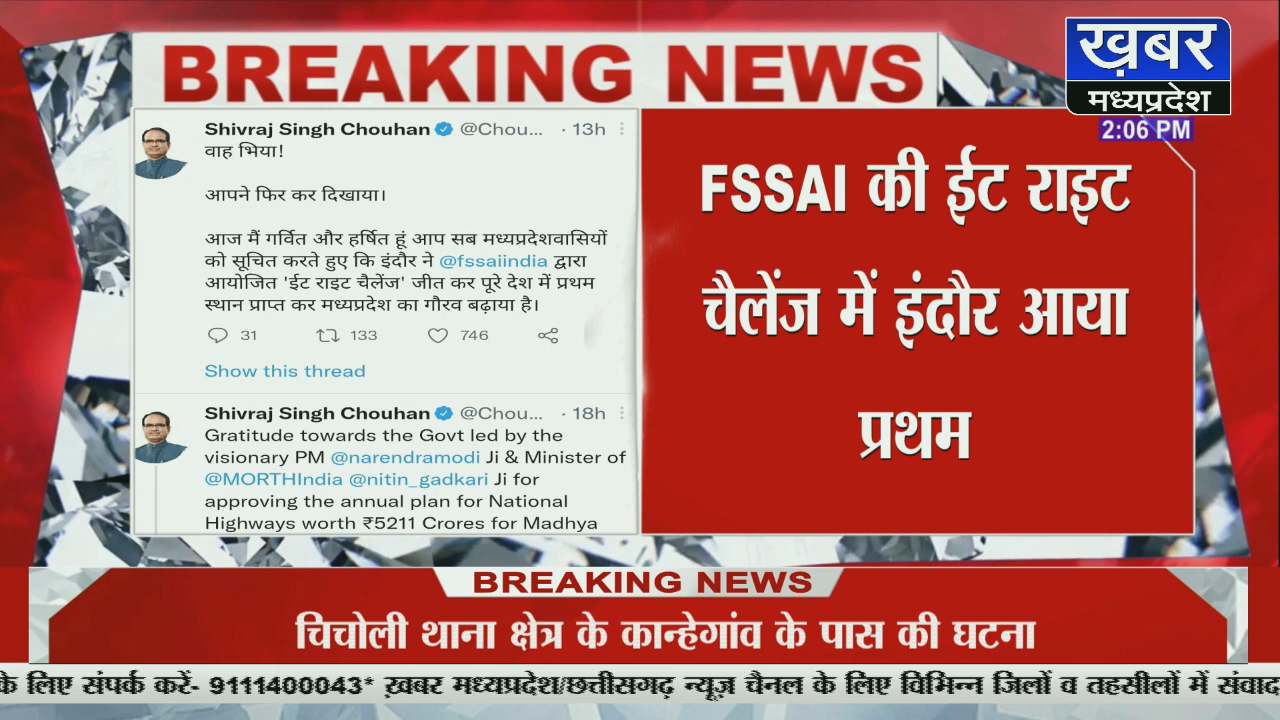 BREAKING NEWS
ख़बर
मध्यप्रदेश
2:06 PM
Shivraj Singh Chouhan @Chou... · 13h
वाह भिया!
आपने फिर कर दिखाया।
आज मैं गर्वित और हर्षित हूं आप सब मध्यप्रदेशवासियों
को सूचित करते हुए कि इंदौर ने @fssaiindia द्वारा
आयोजित 'ईट राइट चैलेंज' जीत कर पूरे देश में प्रथम
स्थान प्राप्त कर मध्यप्रदेश का गौरव बढ़ाया है।
31 133 746
Show this thread
Shivraj Singh Chouhan @Chou... · 18h
Gratitude towards the Govt led by the
visionary PM @narendramodi Ji & Minister of
@MORTHIndia @nitin_gadkari Ji for
approving the annual plan for National
Highways worth ₹5211 Crores for Madhya
FSSAI की ईट राइट
चैलेंज में इंदौर आया
प्रथम
BREAKING NEWS
चिचोली थाना क्षेत्र के कान्हेगांव के पास की घटना
के लिए संपर्क करें- 9111400043* ख़बर मध्यप्रदेश/छत्तीसगढ़ न्यूज़ चैनल के लिए विभिन्न जिलों व तहसीलों में संवाद